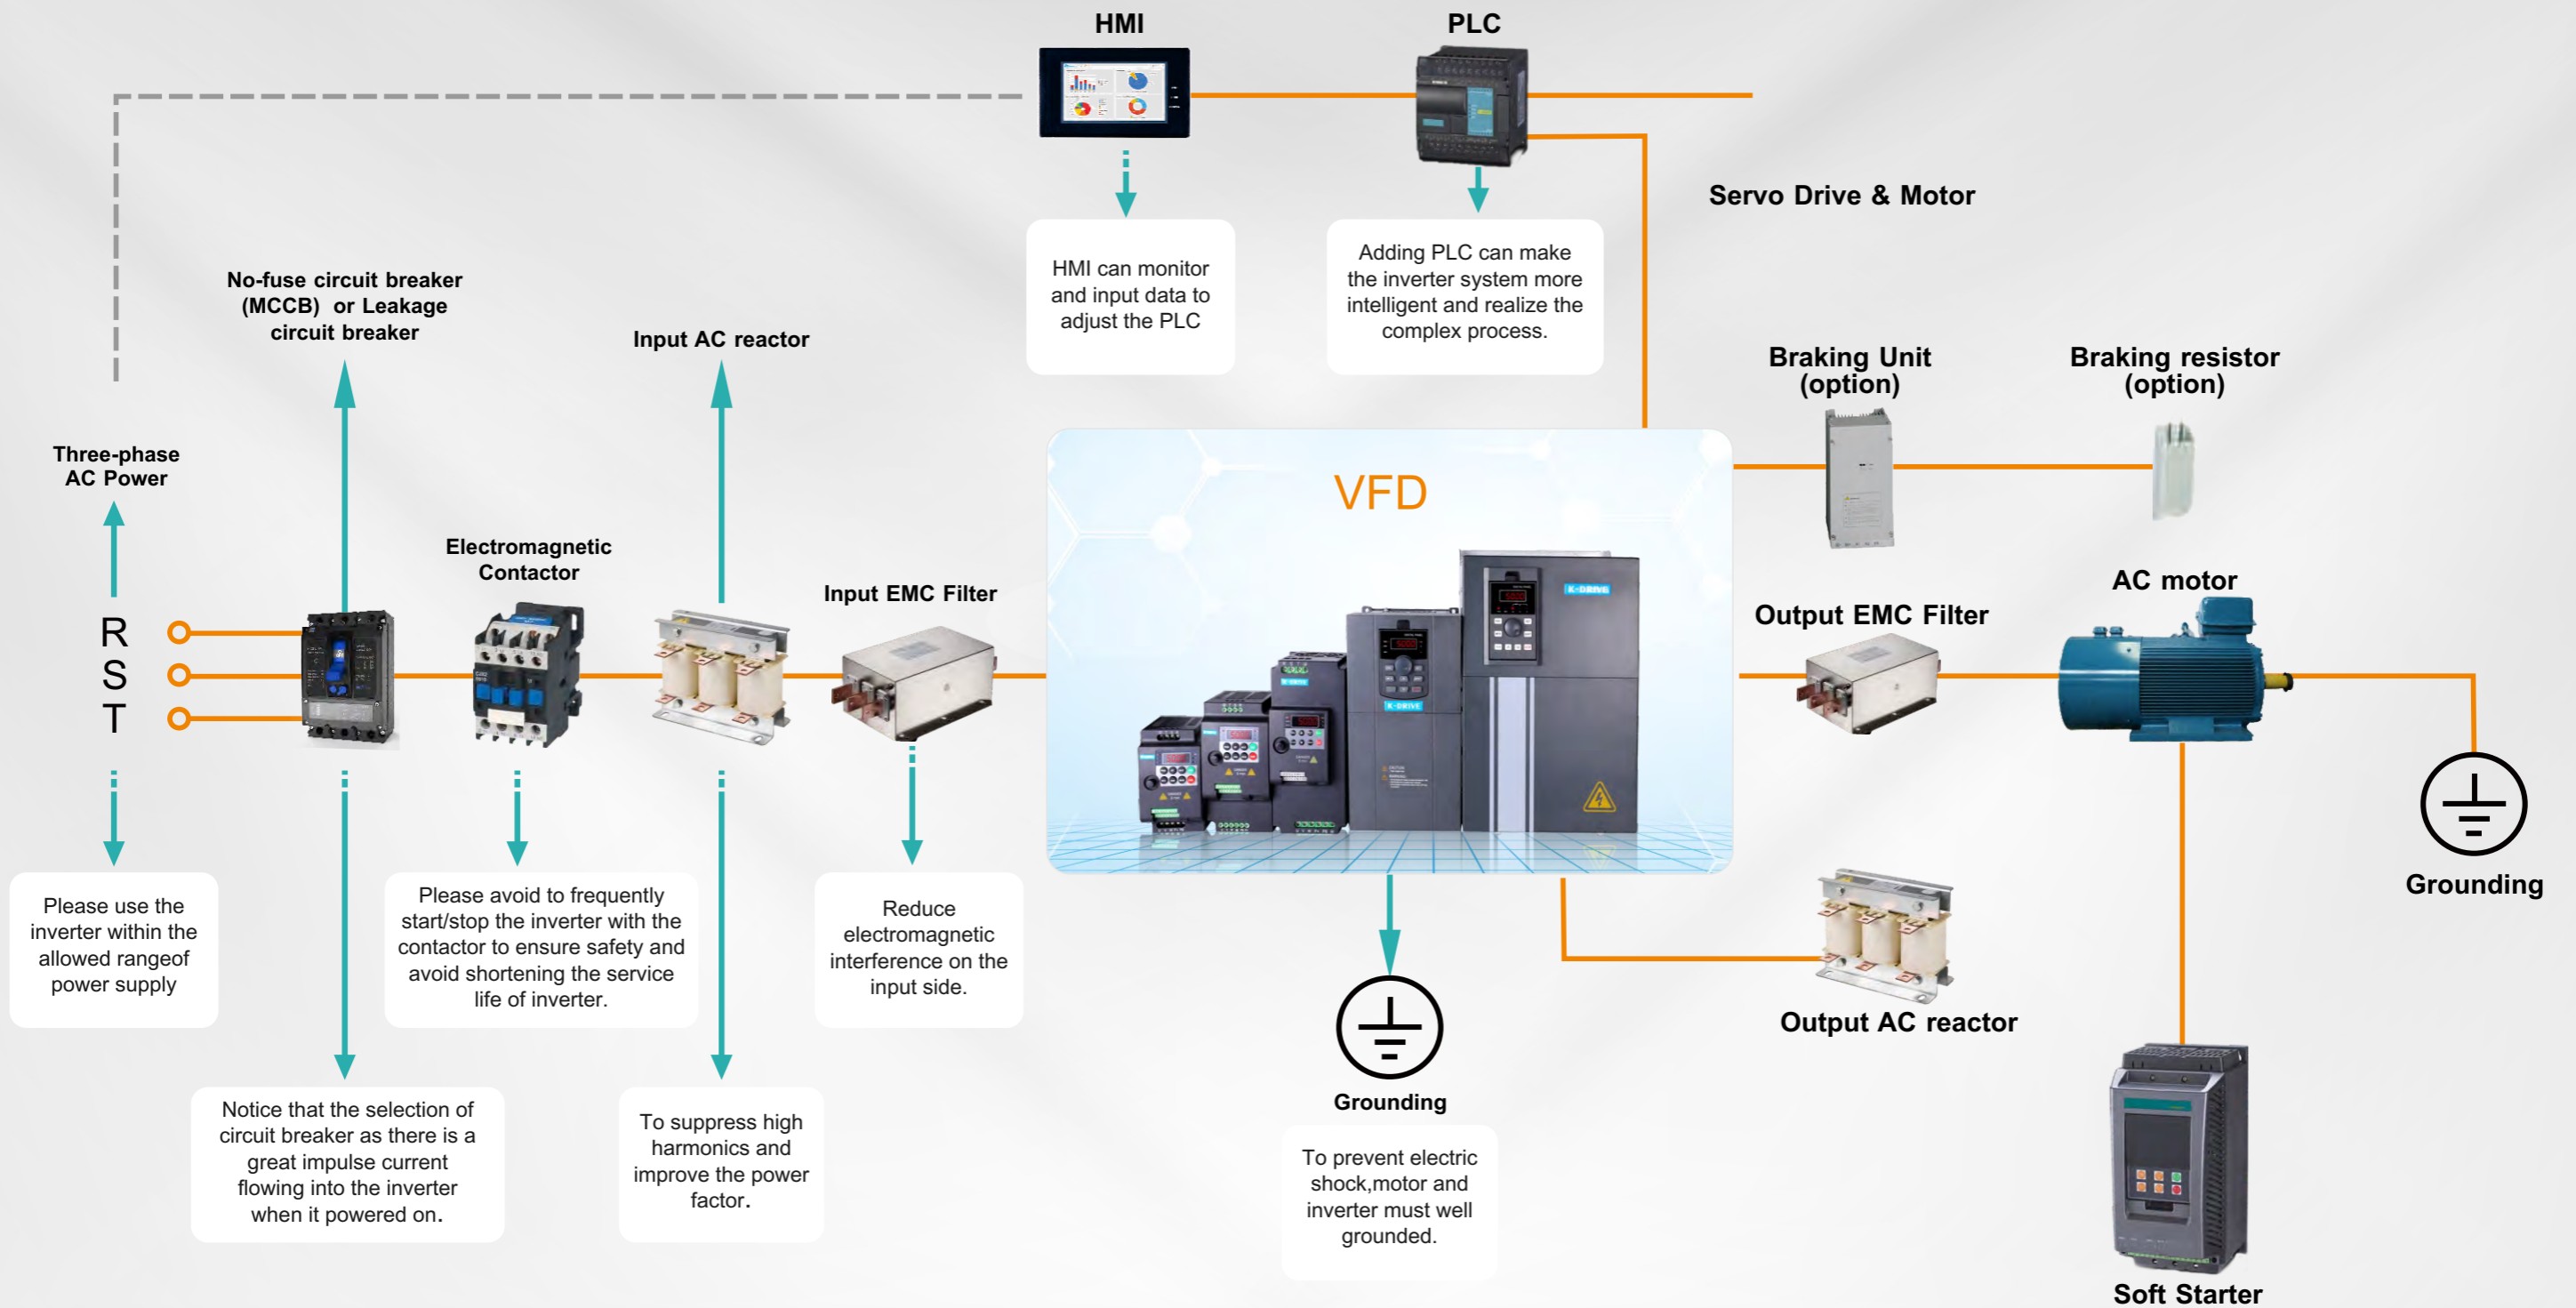 HMI
PLC
Servo Drive & Motor
HMI can monitor
and input data to
adjust the PLC
Adding PLC can make
the inverter system more
intelligent and realize the
complex process.
No-fuse circuit breaker
(MCCB) or Leakage
circuit breaker
Input AC reactor
Braking Unit
(option)
Braking resistor
(option)
Three-phase
AC Power
VFD
Electromagnetic
Contactor
Input EMC Filter
K-DRIVE
K-DRIVE
K-DRIVE
Output EMC Filter
AC motor
R
S
T
Grounding
Please use the
inverter within the
allowed rangeof
power supply
Please avoid to frequently
start/stop the inverter with the
contactor to ensure safety and
avoid shortening the service
life of inverter.
Reduce
electromagnetic
interference on the
input side.
Output AC reactor
Notice that the selection of
circuit breaker as there is a
great impulse current
flowing into the inverter
when it powered on.
To suppress high
harmonics and
improve the power
factor.
Grounding
To prevent electric
shock,motor and
inverter must well
grounded.
Soft Starter